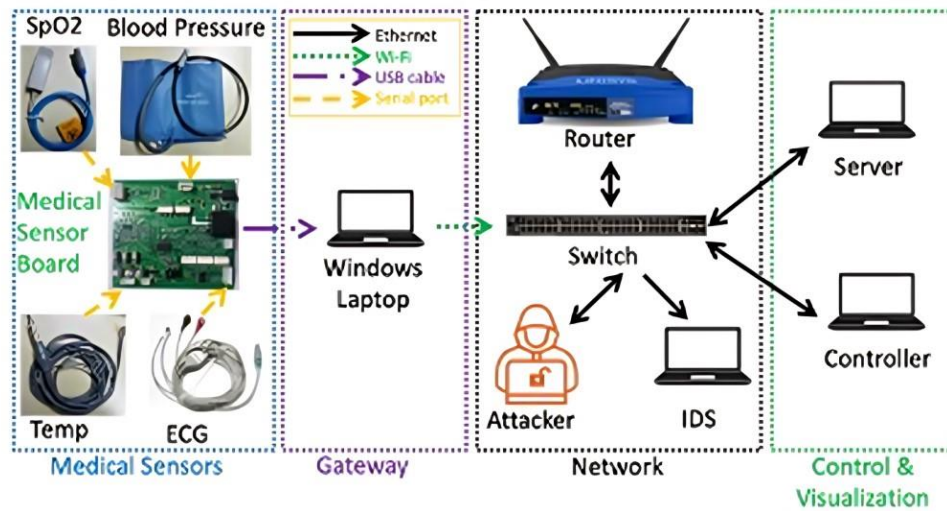 SpO2
Blood Pressure
Medical
Sensor
Board
Temp
ECG
Medical Sensors
Ethernet
Wi-Fi
USB cable
Serial port
Windows
Laptop
Gateway
LINKSYS
Router
Switch
Attacker
IDS
Network
Server
Controller
Control &
Visualization